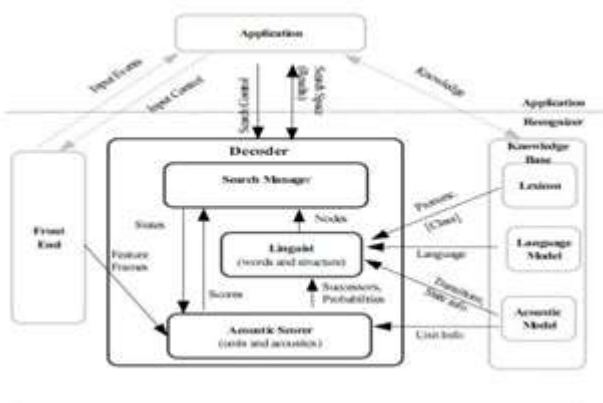 Application
Input Events
Input Control
Search Control
Search Space
(Results)
Knowledge
Application
Recognizer
Decoder
Knowledge
Base
Search Manager
Lexicon
Front
End
States
Nodes
[Class]
Linguist
(words and structure)
Language
Language
Model
Feature
Frames
Scores
Successors,
Probabilities
Transitions,
State Info
Acoustic Scorer
(units and acoustics)
Unit Info
Acoustic
Model